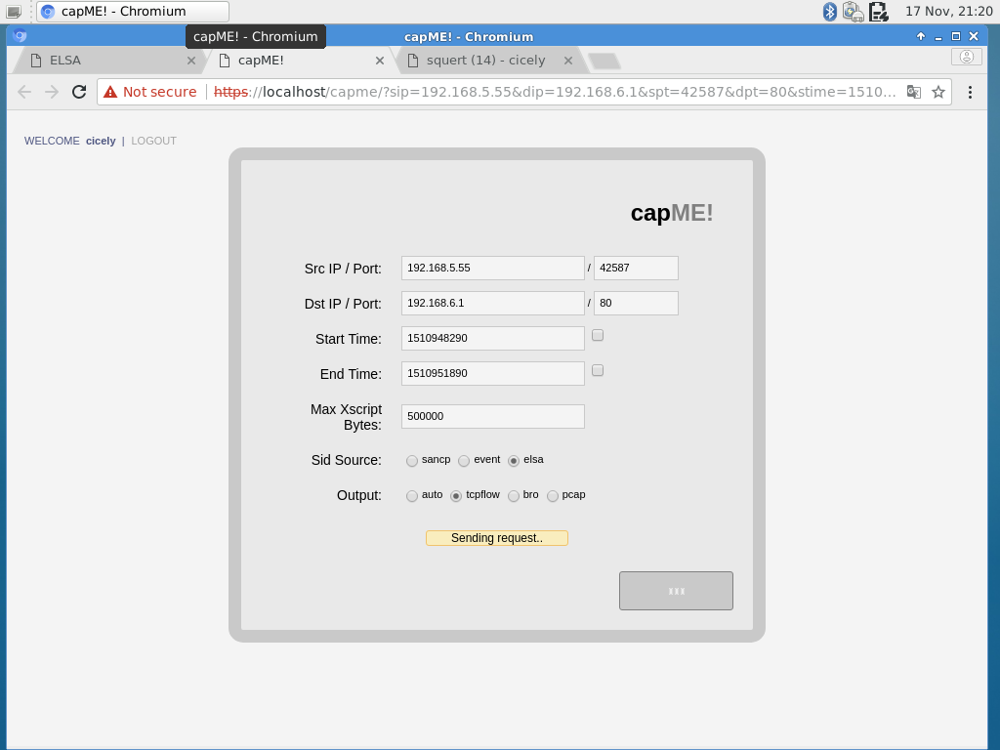 capME! - Chromium
17 Nov, 21:20
capME! - Chromium
capME! - Chromium
ELSA
capME!
squert (14) - cicely
Not secure https://localhost/capme/?sip=192.168.5.55&dip=192.168.6.1&spt=42587&dpt=80&stime=1510...
WELCOME cicely | LOGOUT
capME!
Src IP / Port: 192.168.5.55 / 42587
Dst IP / Port: 192.168.6.1 / 80
Start Time: 1510948290
End Time: 1510951890
Max Xscript
Bytes: 500000
Sid Source: sancp event elsa
Output: auto tcpflow bro pcap
Sending request..